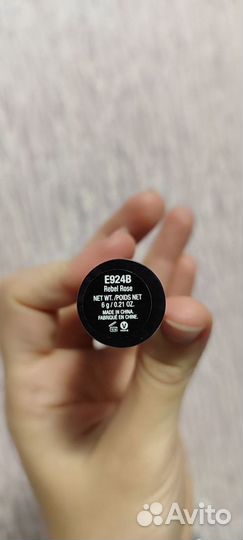 E924B
Rebel Rose
NET WT. /POIDS NET
6 g / 0.21 OZ.
MADE IN CHINA.
FABRIQUÉ EN CHINE.
Avito